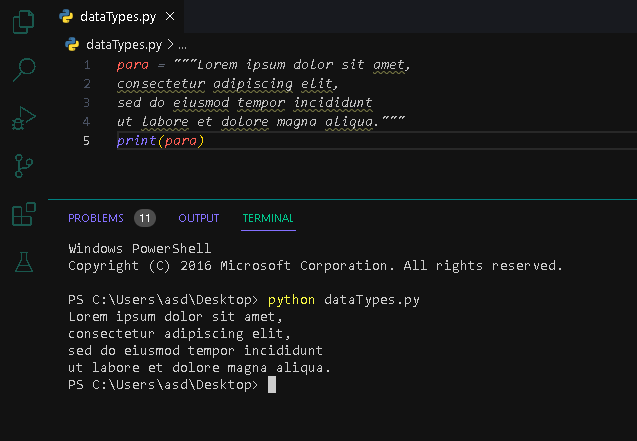 dataTypes.py ×
dataTypes.py > ...
1 para = """Lorem ipsum dolor sit amet,
2 consectetur adipiscing elit,
3 sed do eiusmod tempor incididunt
4 ut labore et dolore magna aliqua."""
5 print(para)
PROBLEMS 11 OUTPUT TERMINAL
Windows PowerShell
Copyright (C) 2016 Microsoft Corporation. All rights reserved.
PS C:\Users\asd\Desktop> python dataTypes.py
Lorem ipsum dolor sit amet,
consectetur adipiscing elit,
sed do eiusmod tempor incididunt
ut labore et dolore magna aliqua.
PS C:\Users\asd\Desktop>